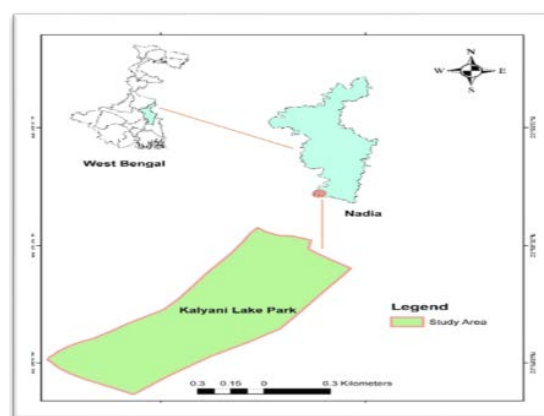 N
W E
S
West Bengal
Nadia
Kalyani Lake Park
Legend
Study Area
0.3 0.15 0 0.3 Kilometers